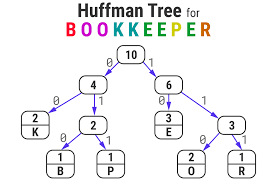 Huffman Tree for
BOOKKEEPER
10
0 1
4 6
0 1 0 1
2 K
2
3 E
3
0 1 0 1
1 B
1 P
2 O
1 R